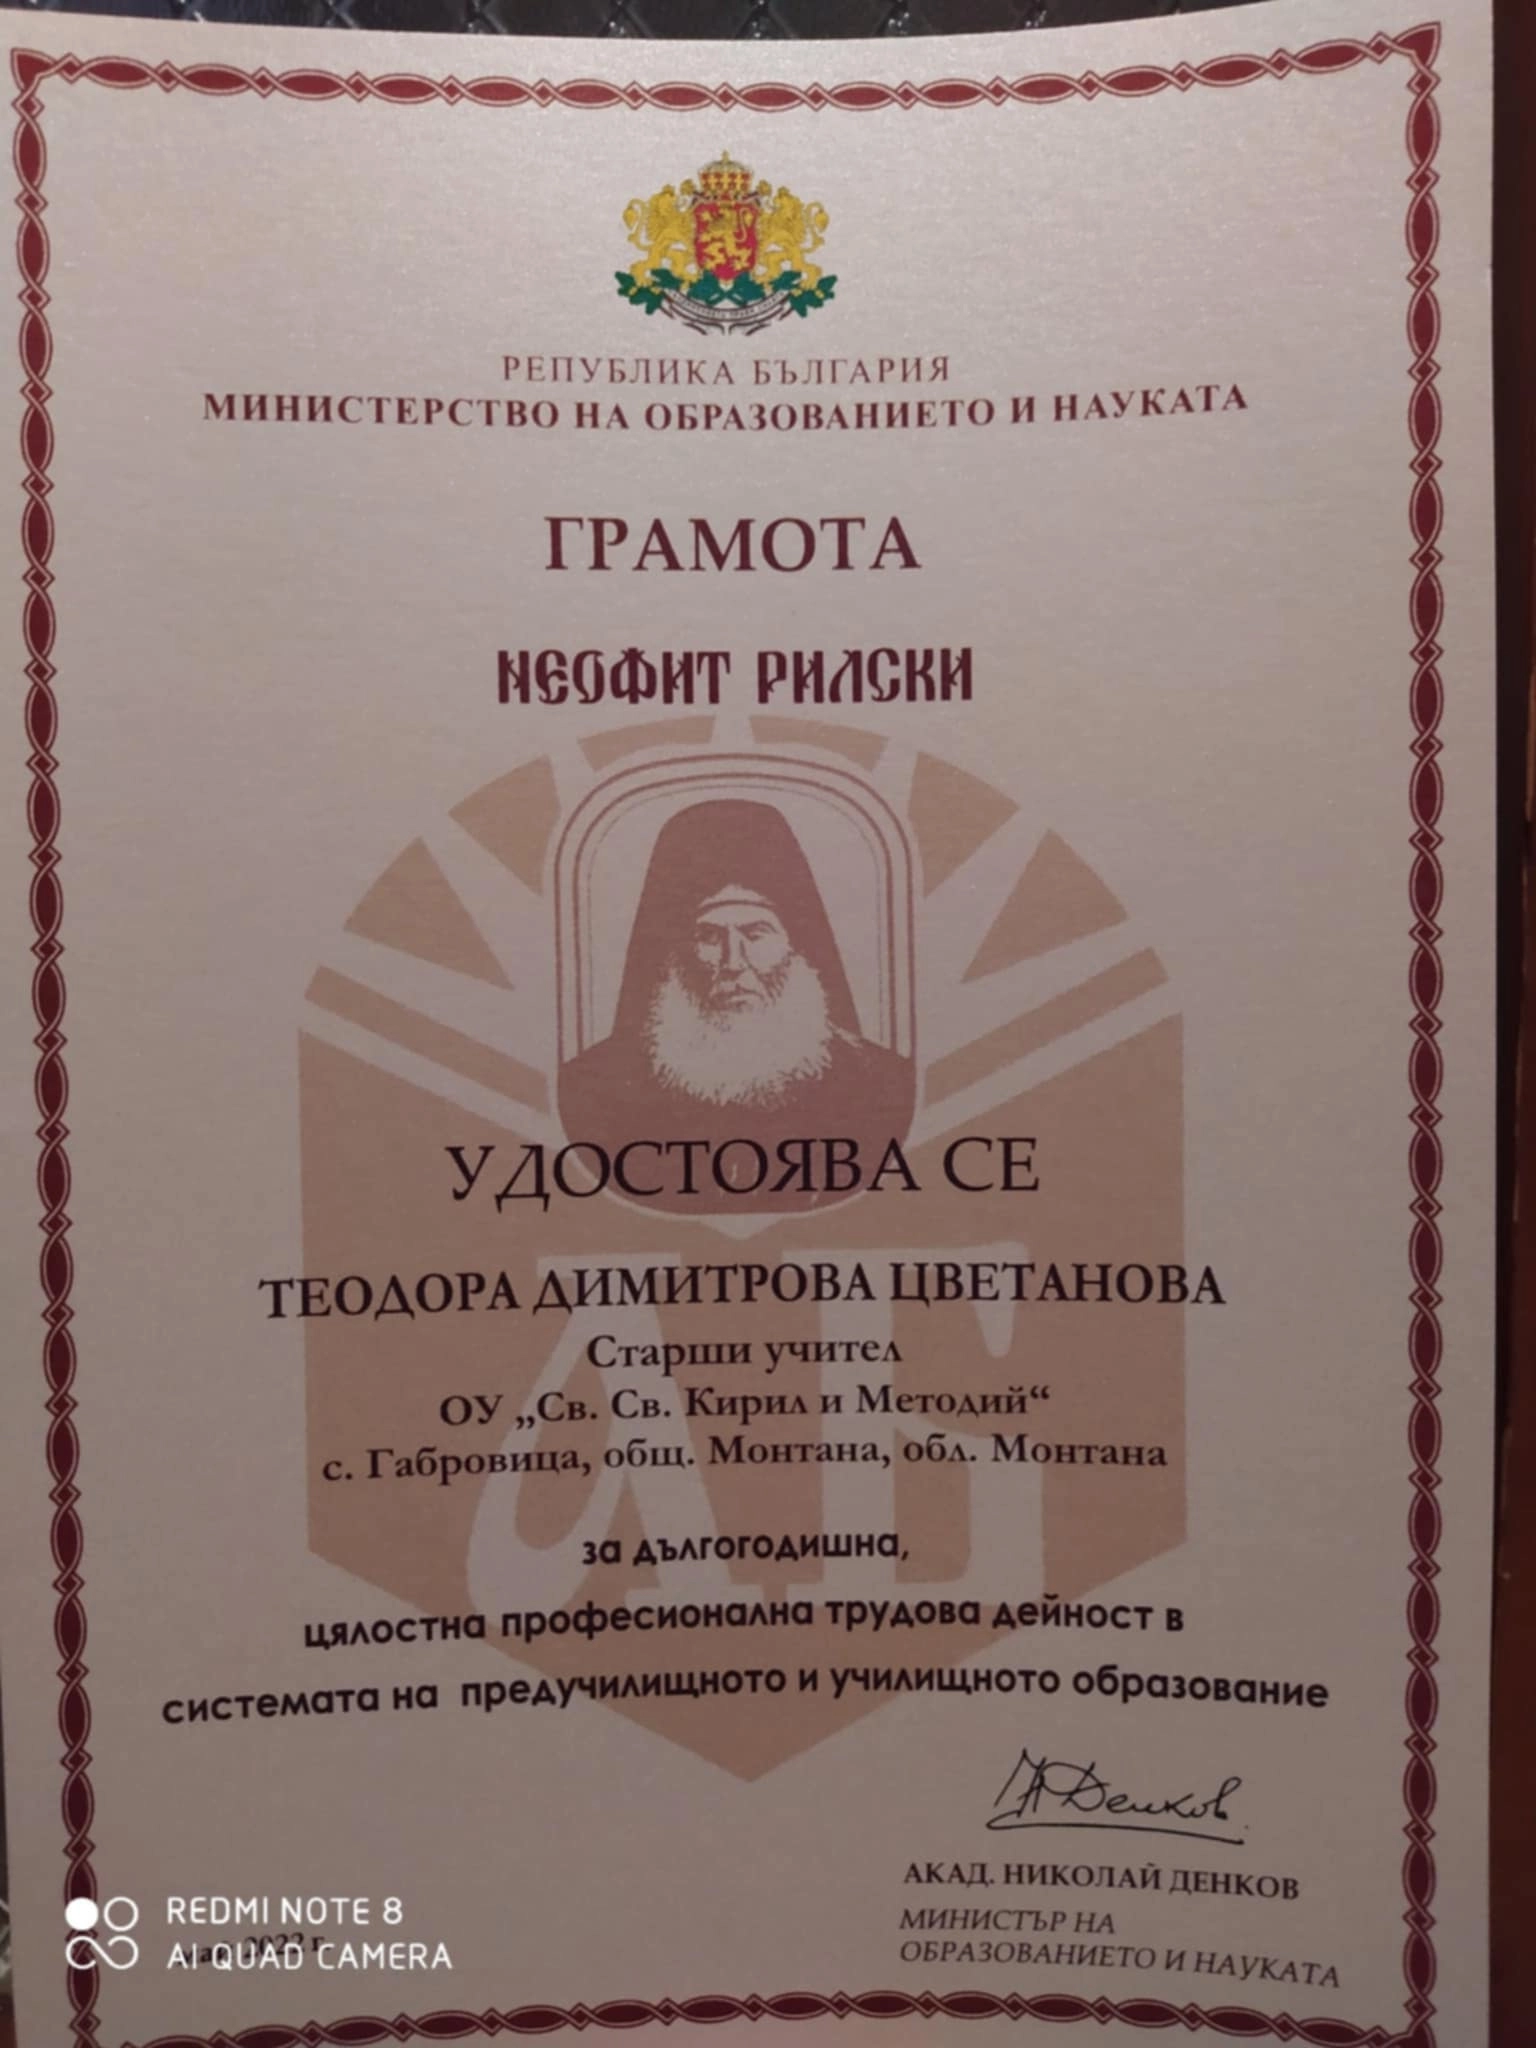 РЕПУБЛИКА БЪЛГАРИЯ
МИНИСТЕРСТВО НА ОБРАЗОВАНИЕТО И НАУКАТА
ГРАМОТА
НЕОФИТ РИЛСКИ
УДОСТОЯВА СЕ
ТЕОДОРА ДИМИТРОВА ЦВЕТАНОВА
Старши учител
ОУ „Св. Св. Кирил и Методий“
с. Габровица, общ. Монтана, обл. Монтана
за дългогодишна,
цялостна професионална трудова дейност в
системата на предучилищното и училищното образование
Н Денков
АКАД. НИКОЛАЙ ДЕНКОВ
МИНИСТЪР НА
ОБРАЗОВАНИЕТО И НАУКАТА
REDMI NOTE 8
AI QUAD CAMERA